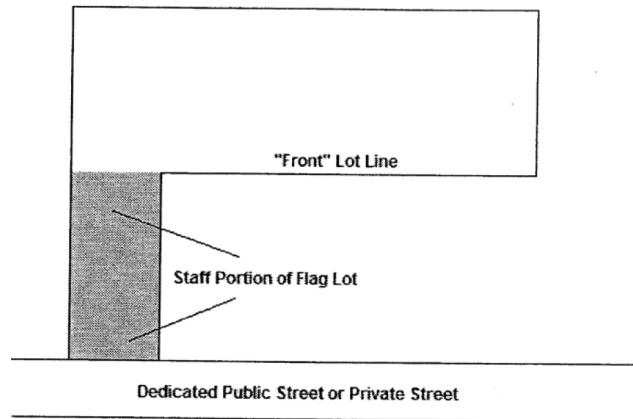 "Front" Lot Line
Staff Portion of Flag Lot
Dedicated Public Street or Private Street